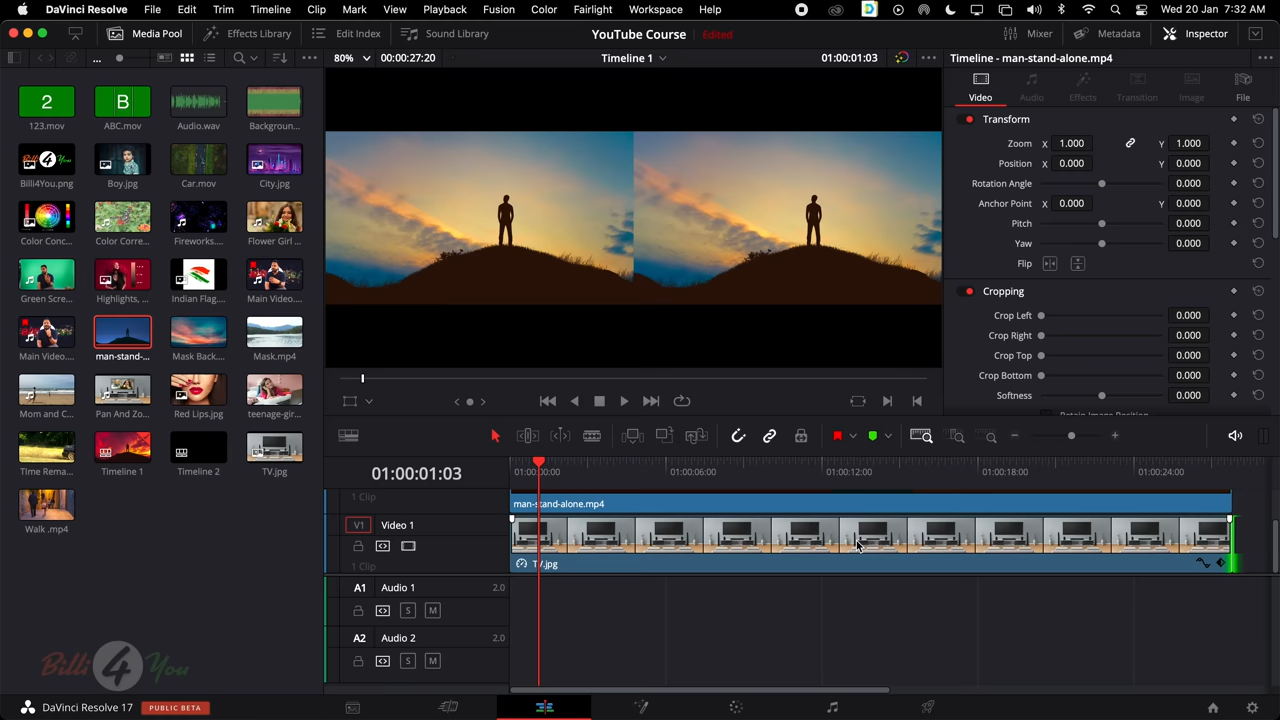 DaVinci Resolve File Edit Trim Timeline Clip Mark View Playback Fusion Color Fairlight Workspace Help Wed 20 Jan 7:32 AM
Media Pool Effects Library Edit Index Sound Library YouTube Course Edited Mixer Metadata Inspector
... 80% 00:00:27:20 Timeline 1 01:00:01:03 Timeline - man-stand-alone.mp4
Video Audio Effects Transition Image File
2 B
123.mov ABC.mov Audio.wav Backgroun...
Billi 4 You
Billi4You.png Boy.jpg Car.mov City.jpg
Color Conc... Color Corre... Fireworks.... Flower Girl ...
Green Scre... Highlights, ... Indian Flag.... Main Video....
Main Video.... man-stand-... Mask Back.... Mask.mp4
Mom and C... Pan And Zo... Red Lips.jpg teenage-gir...
Time Rema... Timeline 1 Timeline 2 TV.jpg
Walk .mp4
Transform
Zoom X 1.000 Y 1.000
Position X 0.000 Y 0.000
Rotation Angle 0.000
Anchor Point X 0.000 Y 0.000
Pitch 0.000
Yaw 0.000
Flip
Cropping
Crop Left 0.000
Crop Right 0.000
Crop Top 0.000
Crop Bottom 0.000
Softness 0.000
Retain Image Position
01:00:01:03 01:00:00:00 01:00:06:00 01:00:12:00 01:00:18:00 01:00:24:00
1 Clip man-stand-alone.mp4
V1 Video 1
1 Clip TV.jpg
A1 Audio 1 2.0
S M
A2 Audio 2 2.0
S M
Billi 4 You
DaVinci Resolve 17 PUBLIC BETA